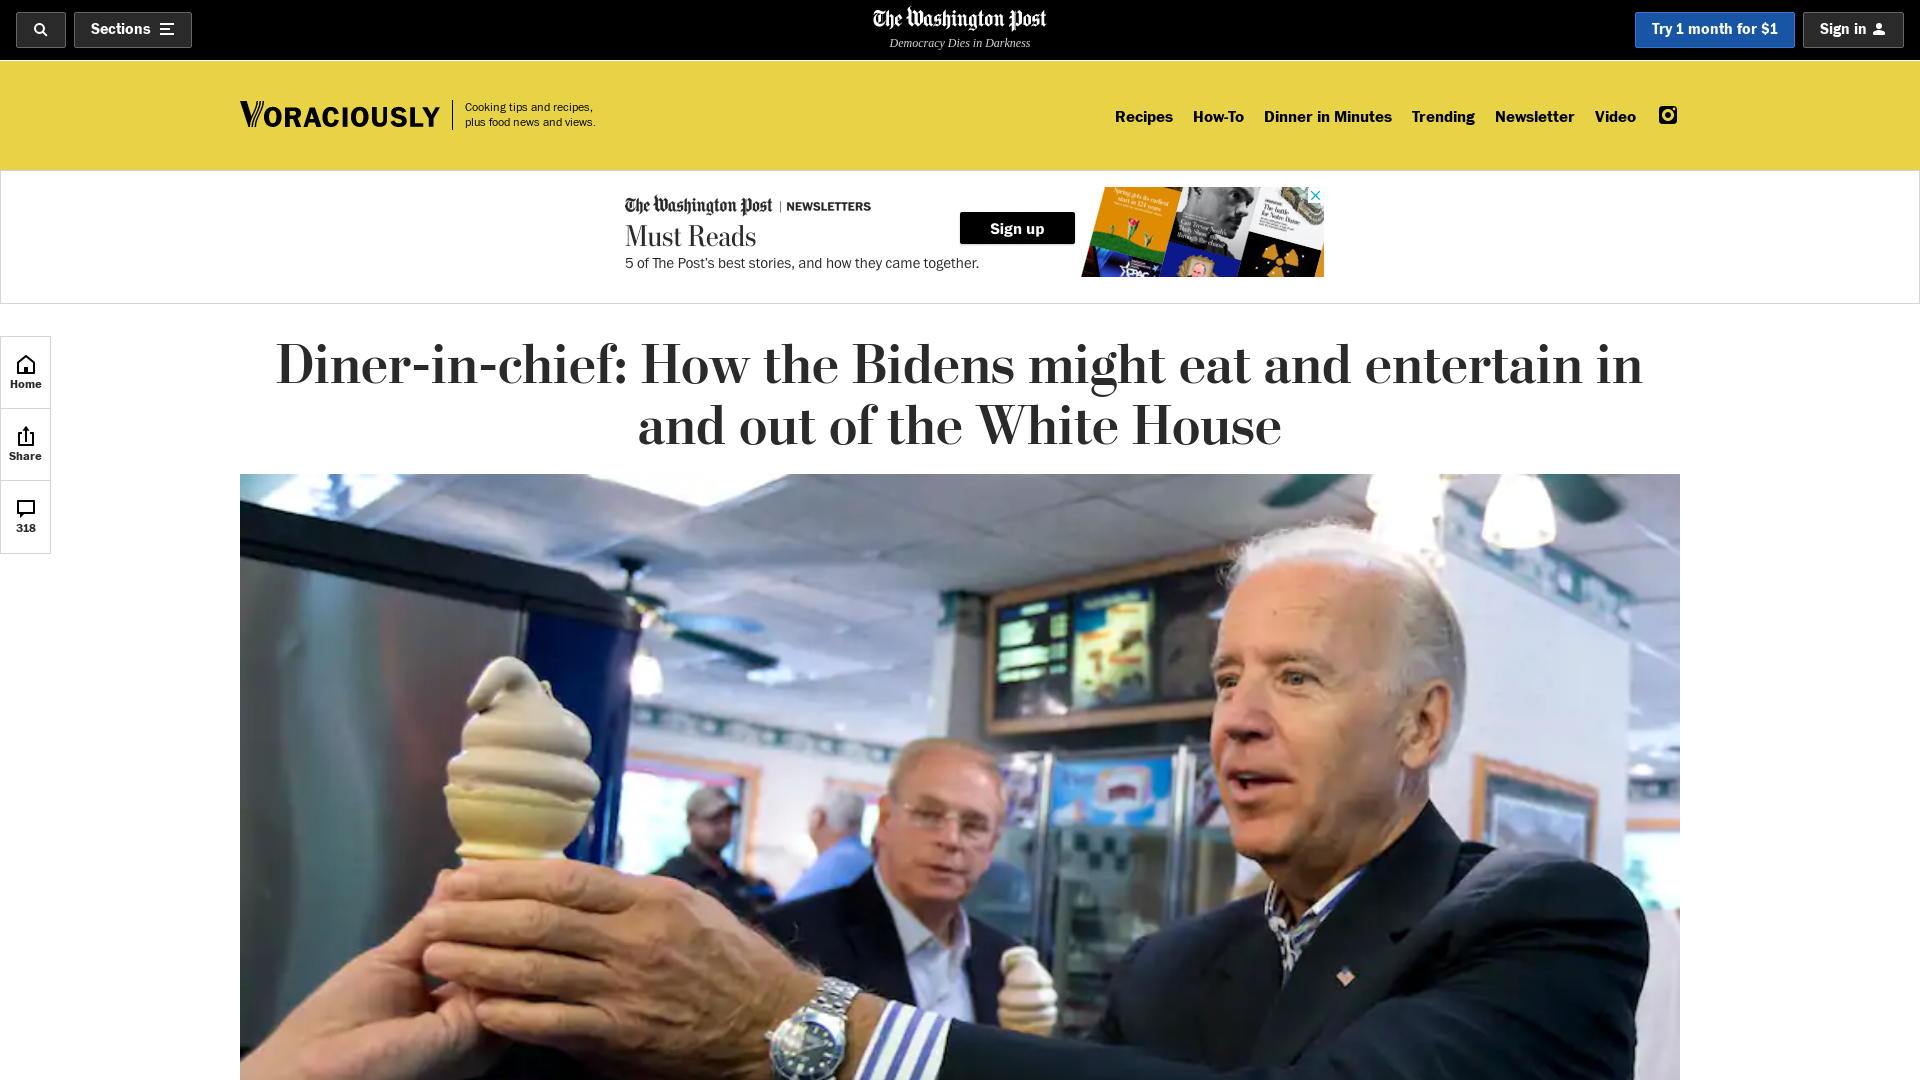 Sections
The Washington Post
Democracy Dies in Darkness
Try 1 month for $1
Sign in
VORACIOUSLY
Cooking tips and recipes,
plus food news and views.
Recipes
How-To
Dinner in Minutes
Trending
Newsletter
Video
The Washington Post | NEWSLETTERS
Must Reads
5 of The Post’s best stories, and how they came together.
Sign up
Home
Share
318
Diner-in-chief: How the Bidens might eat and entertain in
and out of the White House